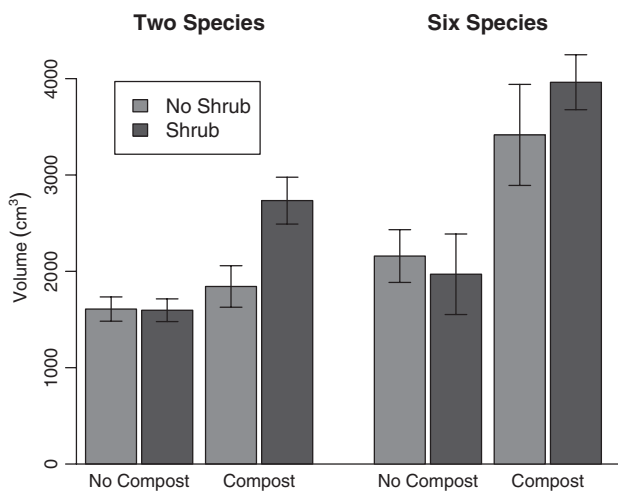 Two Species
Six Species
No Shrub
Shrub
Volume (cm³)
4000
3000
2000
1000
0
No Compost
Compost
No Compost
Compost